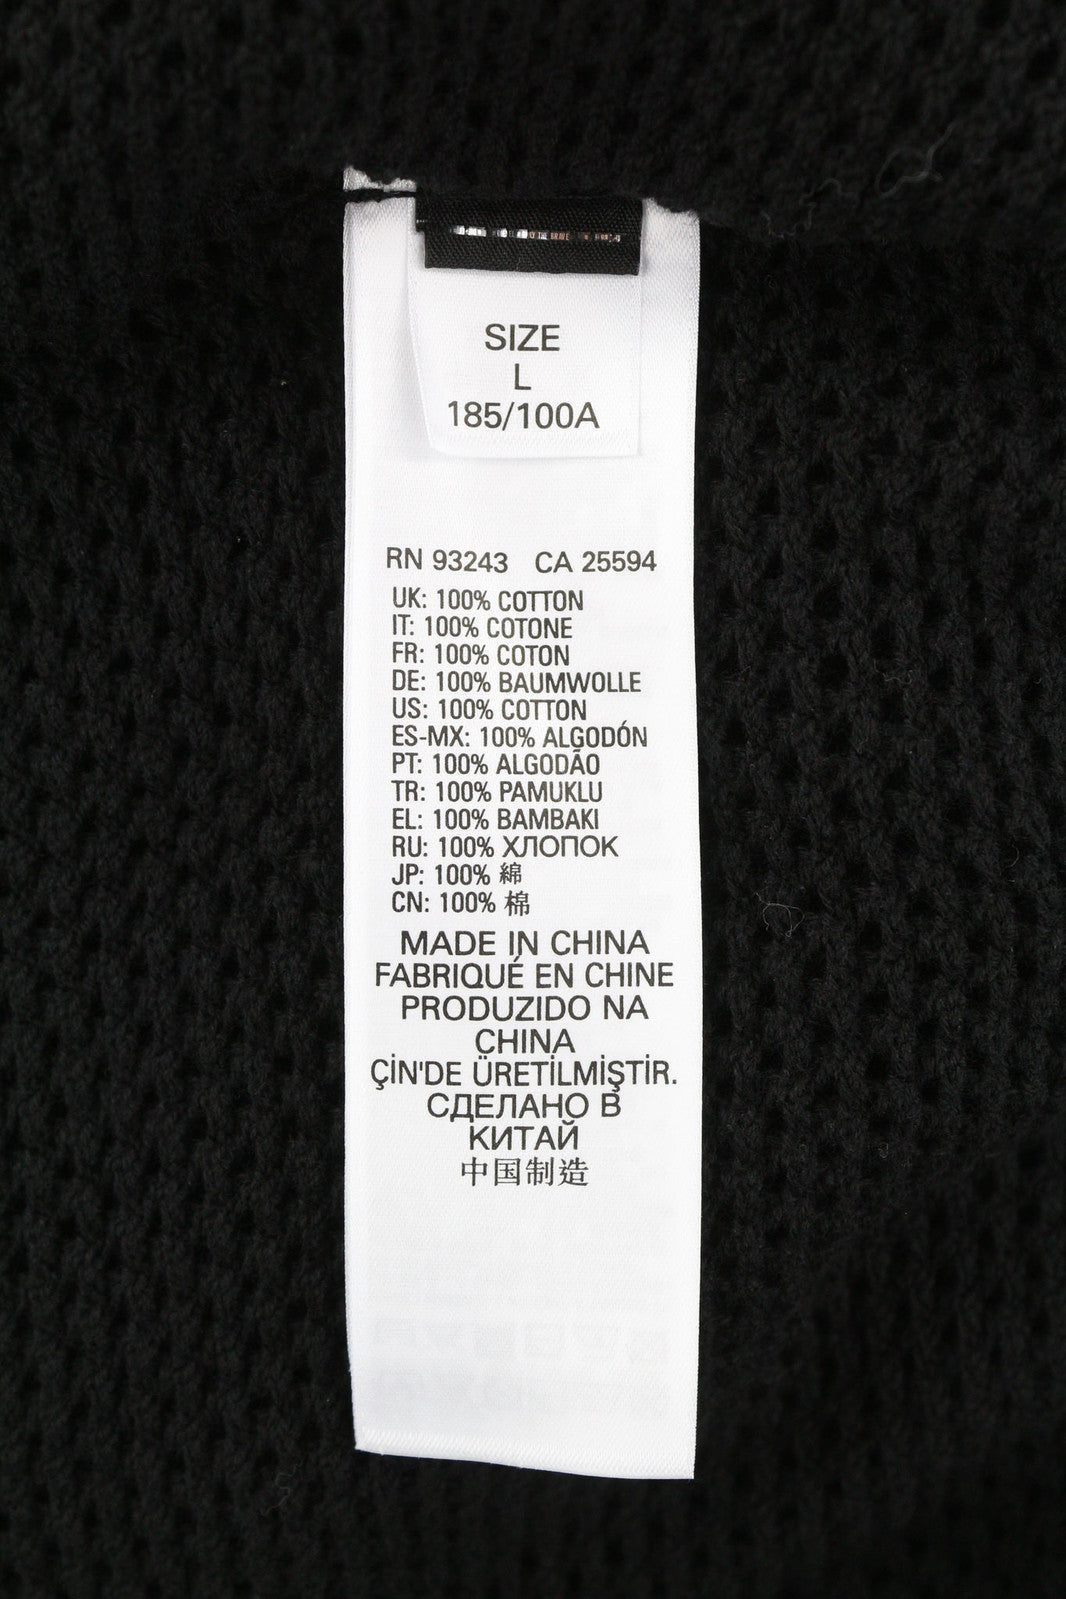 THE BRAVE
SIZE
L
185/100A
RN 93243 CA 25594
UK: 100% COTTON
IT: 100% COTONE
FR: 100% COTON
DE: 100% BAUMWOLLE
US: 100% COTTON
ES-MX: 100% ALGODÓN
PT: 100% ALGODÃO
TR: 100% PAMUKLU
EL: 100% BAMBAKI
RU: 100% ХЛОПОК
JP: 100% 綿
CN: 100% 棉
MADE IN CHINA
FABRIQUÉ EN CHINE
PRODUZIDO NA
CHINA
ÇİN'DE ÜRETİLMİŞTİR.
СДЕЛАНО В
КИТАЙ
中国制造